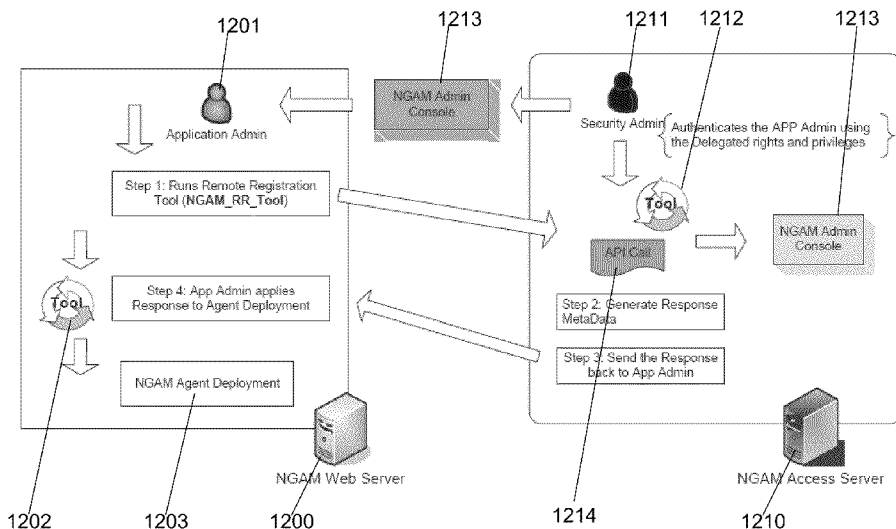 1201
1213
1211
1212
1213
NGAM Admin
Console
Application Admin
Security Admin
Authenticates the APP Admin using
the Delegated rights and privileges
Step 1: Runs Remote Registration
Tool (NGAM_RR_Tool)
Tool
NGAM Admin
Console
API Call
Tool
Step 4: App Admin applies
Response to Agent Deployment
Step 2: Generate Response
MetaData
Step 3: Send the Response
back to App Admin
NGAM Agent Deployment
NGAM Web Server
NGAM Access Server
1202
1203
1200
1214
1210